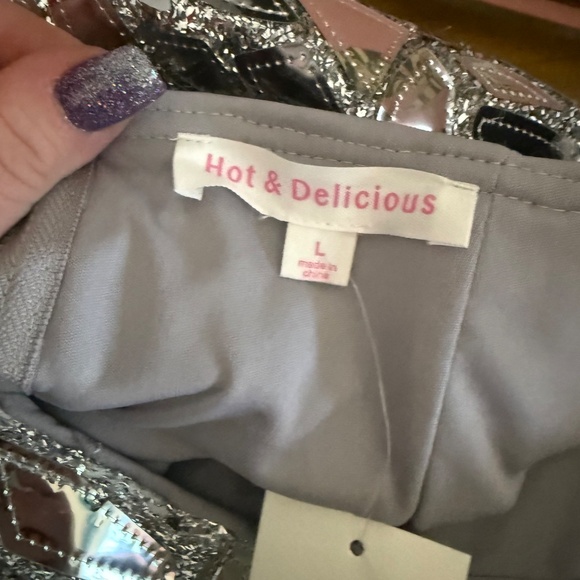 Hot & Delicious
L
made in
china